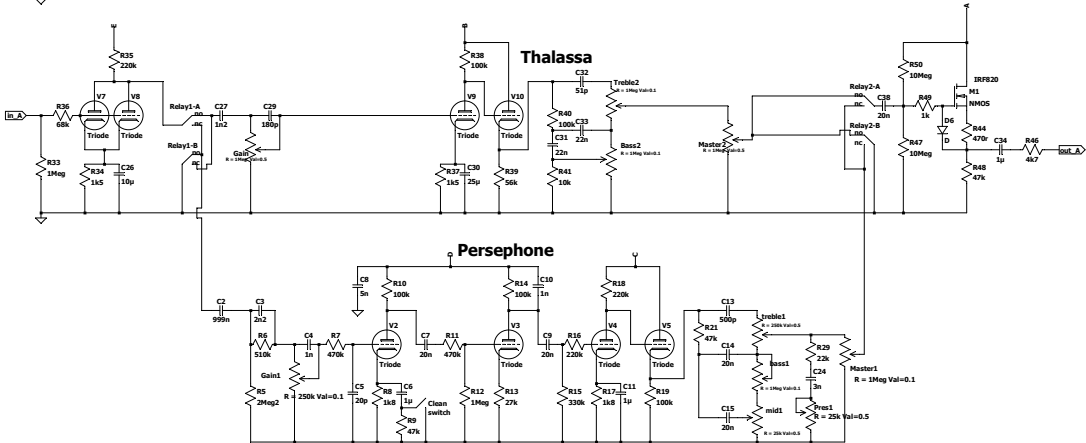 E
R35
220k
V7
V8
Triode
Triode
in_A
R36
68k
R33
1Meg
R34
1k5
C26
10µ
Relay1-A
no
nc
Relay1-B
no
nc
C27
1n2
C29
180p
Gain
R = 1Meg Val=0.5
B
R38
100k
V9
V10
Triode
Triode
R37
1k5
C30
25µ
R39
56k
Thalassa
C32
51p
Treble2
R = 1Meg Val=0.1
R40
100k
C33
22n
C31
22n
Bass2
R = 1Meg Val=0.1
R41
10k
Master2
R = 1Meg Val=0.5
Relay2-A
no
nc
Relay2-B
no
nc
C38
20n
R50
10Meg
R49
1k
R47
10Meg
A
IRF820
M1
NMOS
D6
D
R44
470r
R48
47k
C34
1µ
R46
4k7
out_A
Persephone
C2
999n
C3
2n2
R6
510k
R5
2Meg2
Gain1
R = 250k Val=0.1
C4
1n
R7
470k
C5
20p
C8
5n
R10
100k
V2
Triode
R8
1k8
C6
1µ
Clean
switch
R9
47k
D
C7
20n
R11
470k
R12
1Meg
R14
100k
C10
1n
V3
Triode
R13
27k
C9
20n
R16
220k
R15
330k
C
R18
220k
V4
Triode
V5
Triode
R17
1k8
C11
1µ
R19
100k
R21
47k
C13
500p
C14
20n
C15
20n
treble1
R = 250k Val=0.5
bass1
R = 1Meg Val=0.1
mid1
R = 25k Val=0.5
R29
22k
C24
3n
Pres1
R = 25k Val=0.5
Master1
R = 1Meg Val=0.1